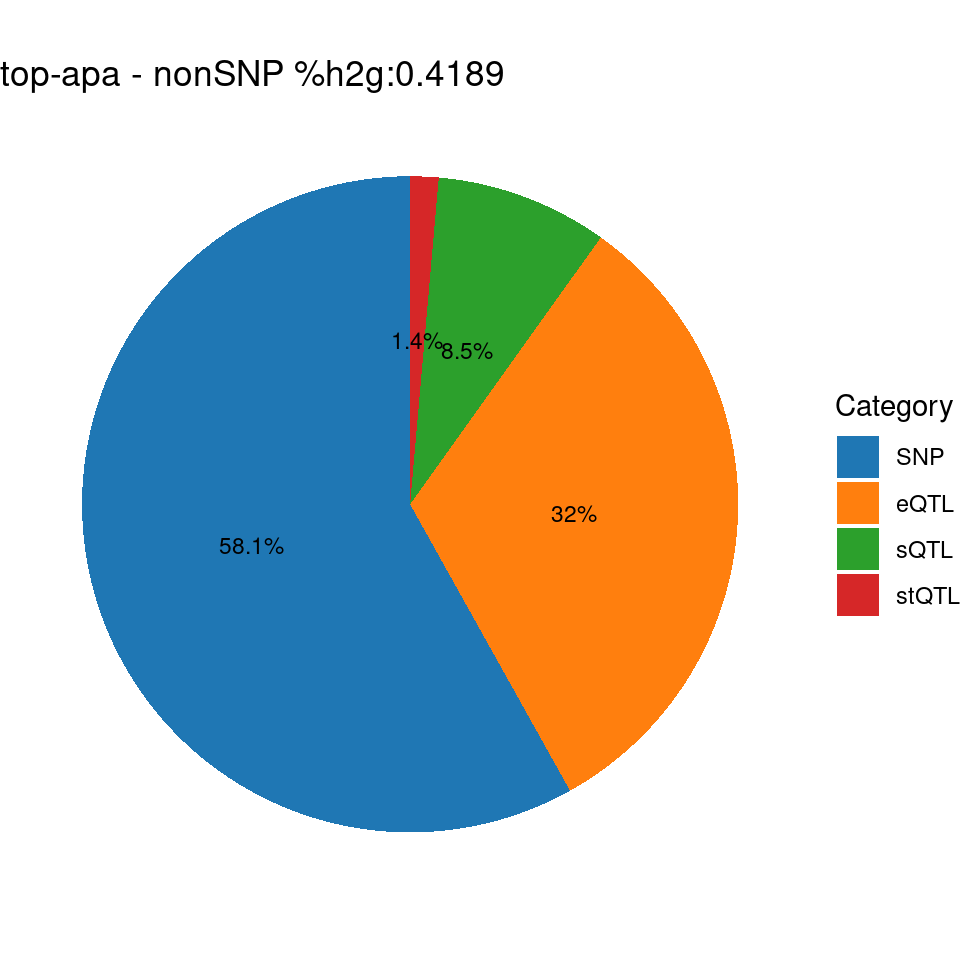 top-apa - nonSNP %h2g:0.4189
1.4%
8.5%
32%
58.1%
Category
SNP
eQTL
sQTL
stQTL